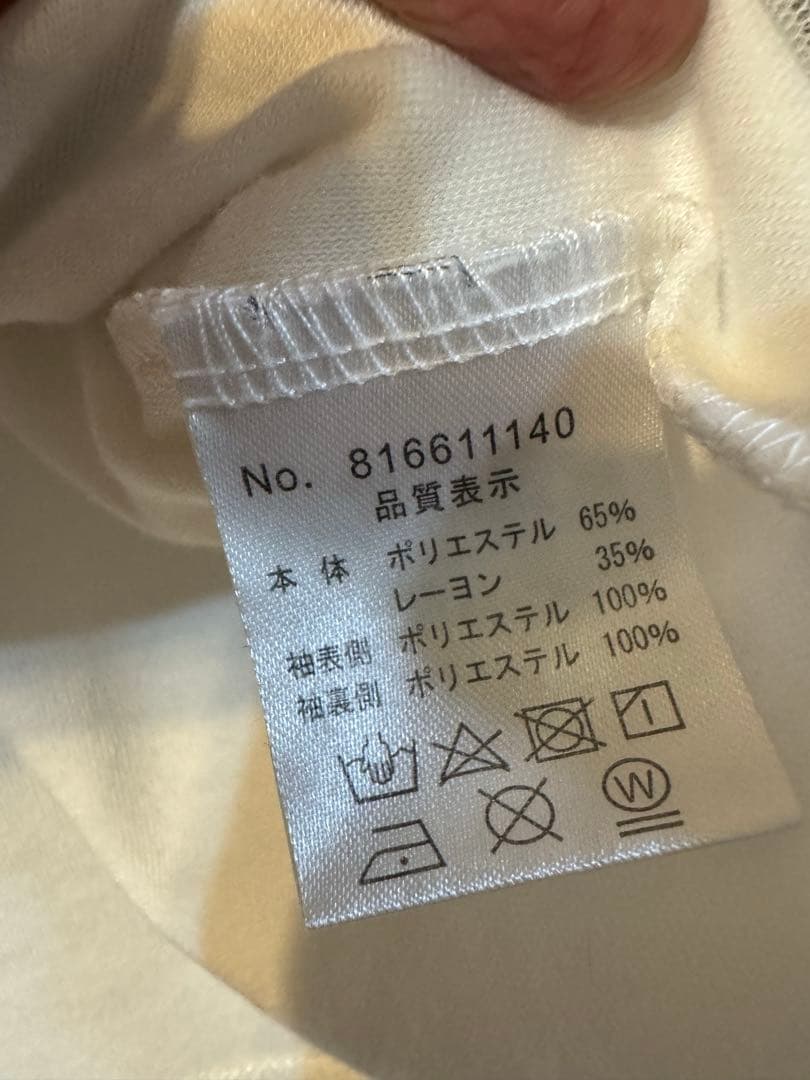 No. 816611140
品質表示
本 体 ポリエステル 65%
レーヨン 35%
袖表側 ポリエステル 100%
袖裏側 ポリエステル 100%
W